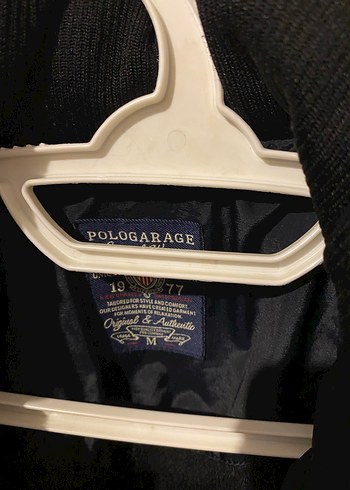 POLOGARAGE
19 77
TAILORED FOR STYLE AND COMFORT.
OUR DESIGNERS HAVE CREATED GARMENT
FOR MOMENTS OF RELAXATION.
Original & Authentic
M